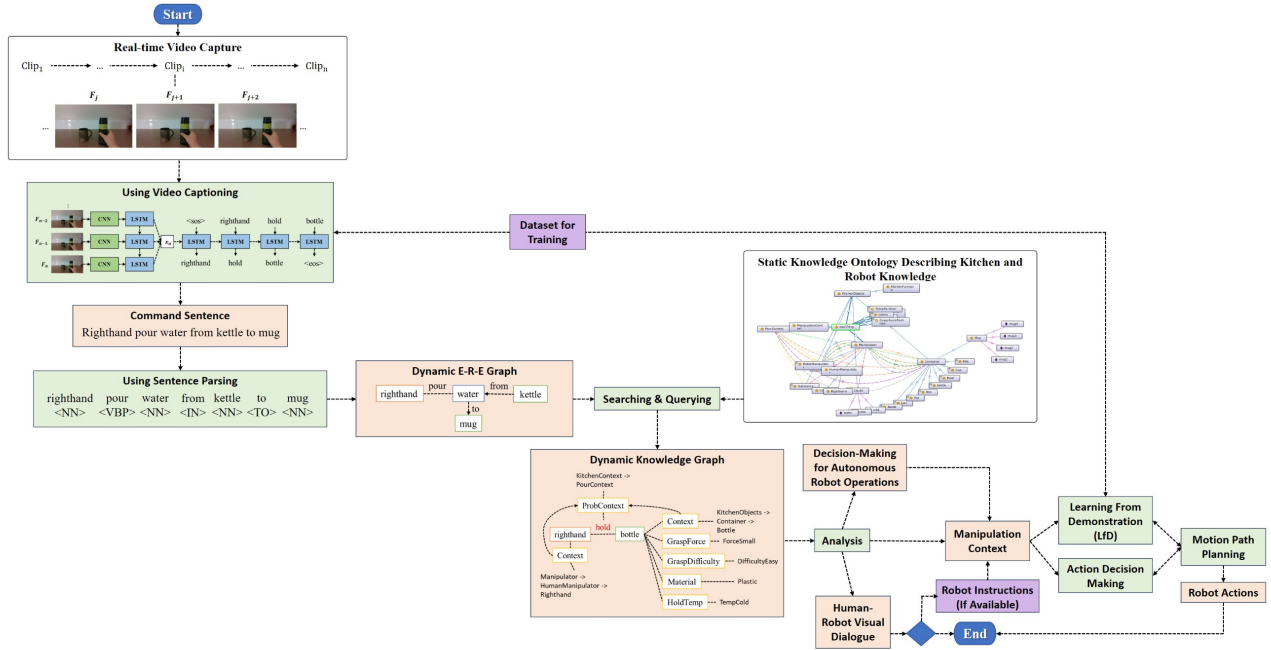 Start
Real-time Video Capture
Clip₁ ... Clipᵢ ... Clipₙ
Fⱼ Fⱼ₊₁ Fⱼ₊₂
... ...
Using Video Captioning
Fₙ₋₂ CNN LSTM
<sos> righthand hold bottle
Fₙ₋₁ CNN LSTM xₙ LSTM LSTM LSTM LSTM
Fₙ CNN LSTM
righthand hold bottle <eos>
Dataset for
Training
Command Sentence
Righthand pour water from kettle to mug
Using Sentence Parsing
righthand pour water from kettle to mug
<NN> <VBP> <NN> <IN> <NN> <TO> <NN>
Dynamic E-R-E Graph
pour from
righthand water kettle
to
mug
Searching & Querying
Static Knowledge Ontology Describing Kitchen and
Robot Knowledge
Dynamic Knowledge Graph
KitchenContext ->
PourContext
ProbContext
hold
righthand bottle
Context
Manipulator ->
HumanManipulator ->
Righthand
Context
KitchenObjects ->
Container ->
Bottle
GraspForce ForceSmall
GraspDifficulty DifficultyEasy
Material Plastic
HoldTemp TempCold
Analysis
Decision-Making
for Autonomous
Robot Operations
Human-
Robot Visual
Dialogue
Manipulation
Context
Robot Instructions
(If Available)
End
Learning From
Demonstration
(LfD)
Action Decision
Making
Motion Path
Planning
Robot Actions